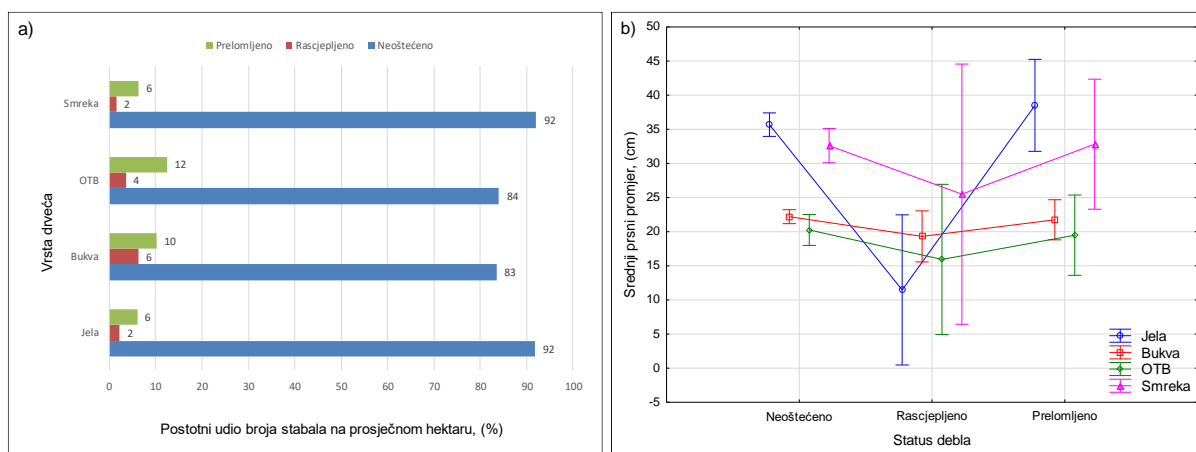 a)
Prelomljeno Rascjepljeno Neoštećeno
Smreka
6
2
92
OTB
12
4
84
Bukva
10
6
83
Jela
6
2
92
0 10 20 30 40 50 60 70 80 90 100
Vrsta drveća
Postotni udio broja stabala na prosječnom hektaru, (%)
b)
50
45
40
35
30
25
20
15
10
5
0
-5
Srednji prsni promjer, (cm)
Jela
Bukva
OTB
Smreka
Neoštećeno Rascjepljeno Prelomljeno
Status debla